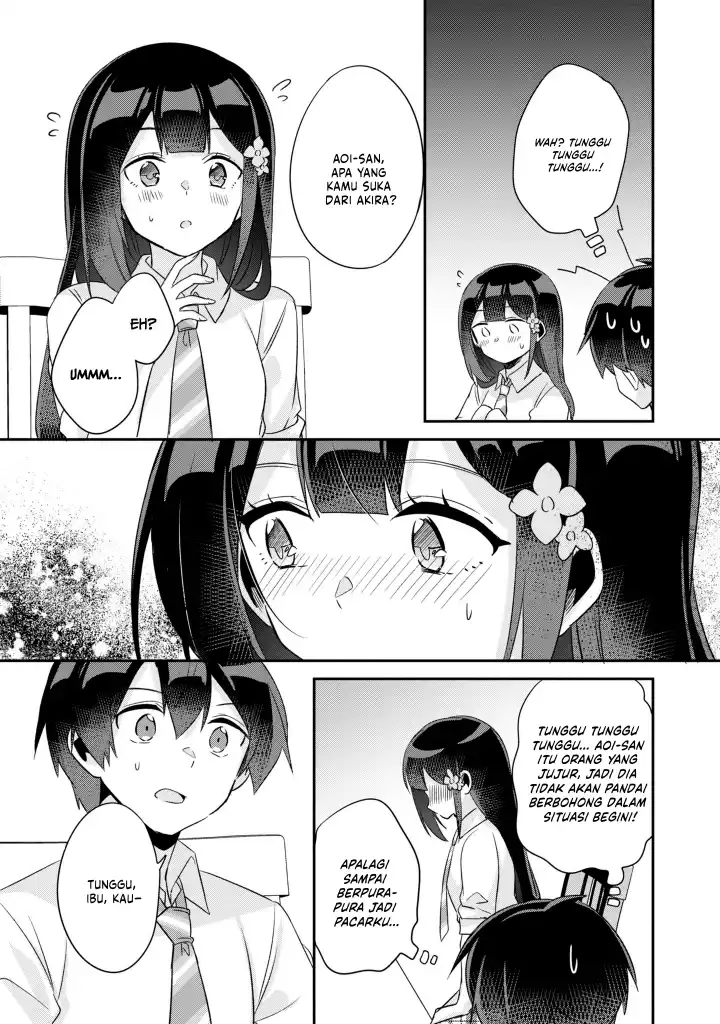 WAH? TUNGGU
TUNGGU
TUNGGU...!
AOI-SAN,
APA YANG
KAMU SUKA
DARI AKIRA?
EH?
UMMM...
TUNGGU TUNGGU
TUNGGU... AOI-SAN
ITU ORANG YANG
JUJUR, JADI DIA
TIDAK AKAN PANDAI
BERBOHONG DALAM
SITUASI BEGINI!
APALAGI
SAMPAI
BERPURA-
PURA JADI
PACARKU...
TUNGGU,
IBU, KAU-